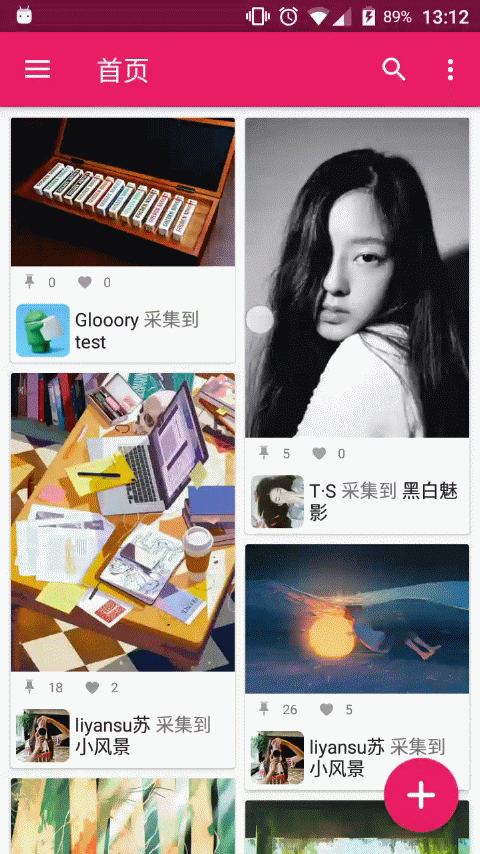 89% 13:12
首页
0 0
Glooory 采集到
test
5 0
T·S 采集到 黑白魅
影
18 2
liyansu苏 采集到
小风景
26 5
liyansu苏 采集到
小风景